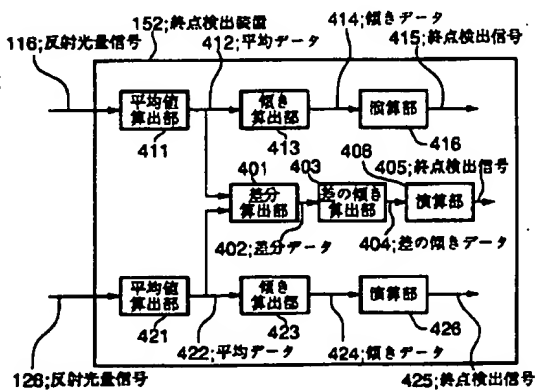 152;終点検出装置
414;傾きデータ
116;反射光量信号
412;平均データ
415;終点検出信号
平均値
算出部
411
傾き
算出部
413
演算部
416
401
403
406
405;終点検出信号
差分
算出部
差の傾き
算出部
演算部
402;差分データ
404;差の傾きデータ
平均値
算出部
421
傾き
算出部
423
演算部
426
422;平均データ
424;傾きデータ
126;反射光量信号
425;終点検出信号